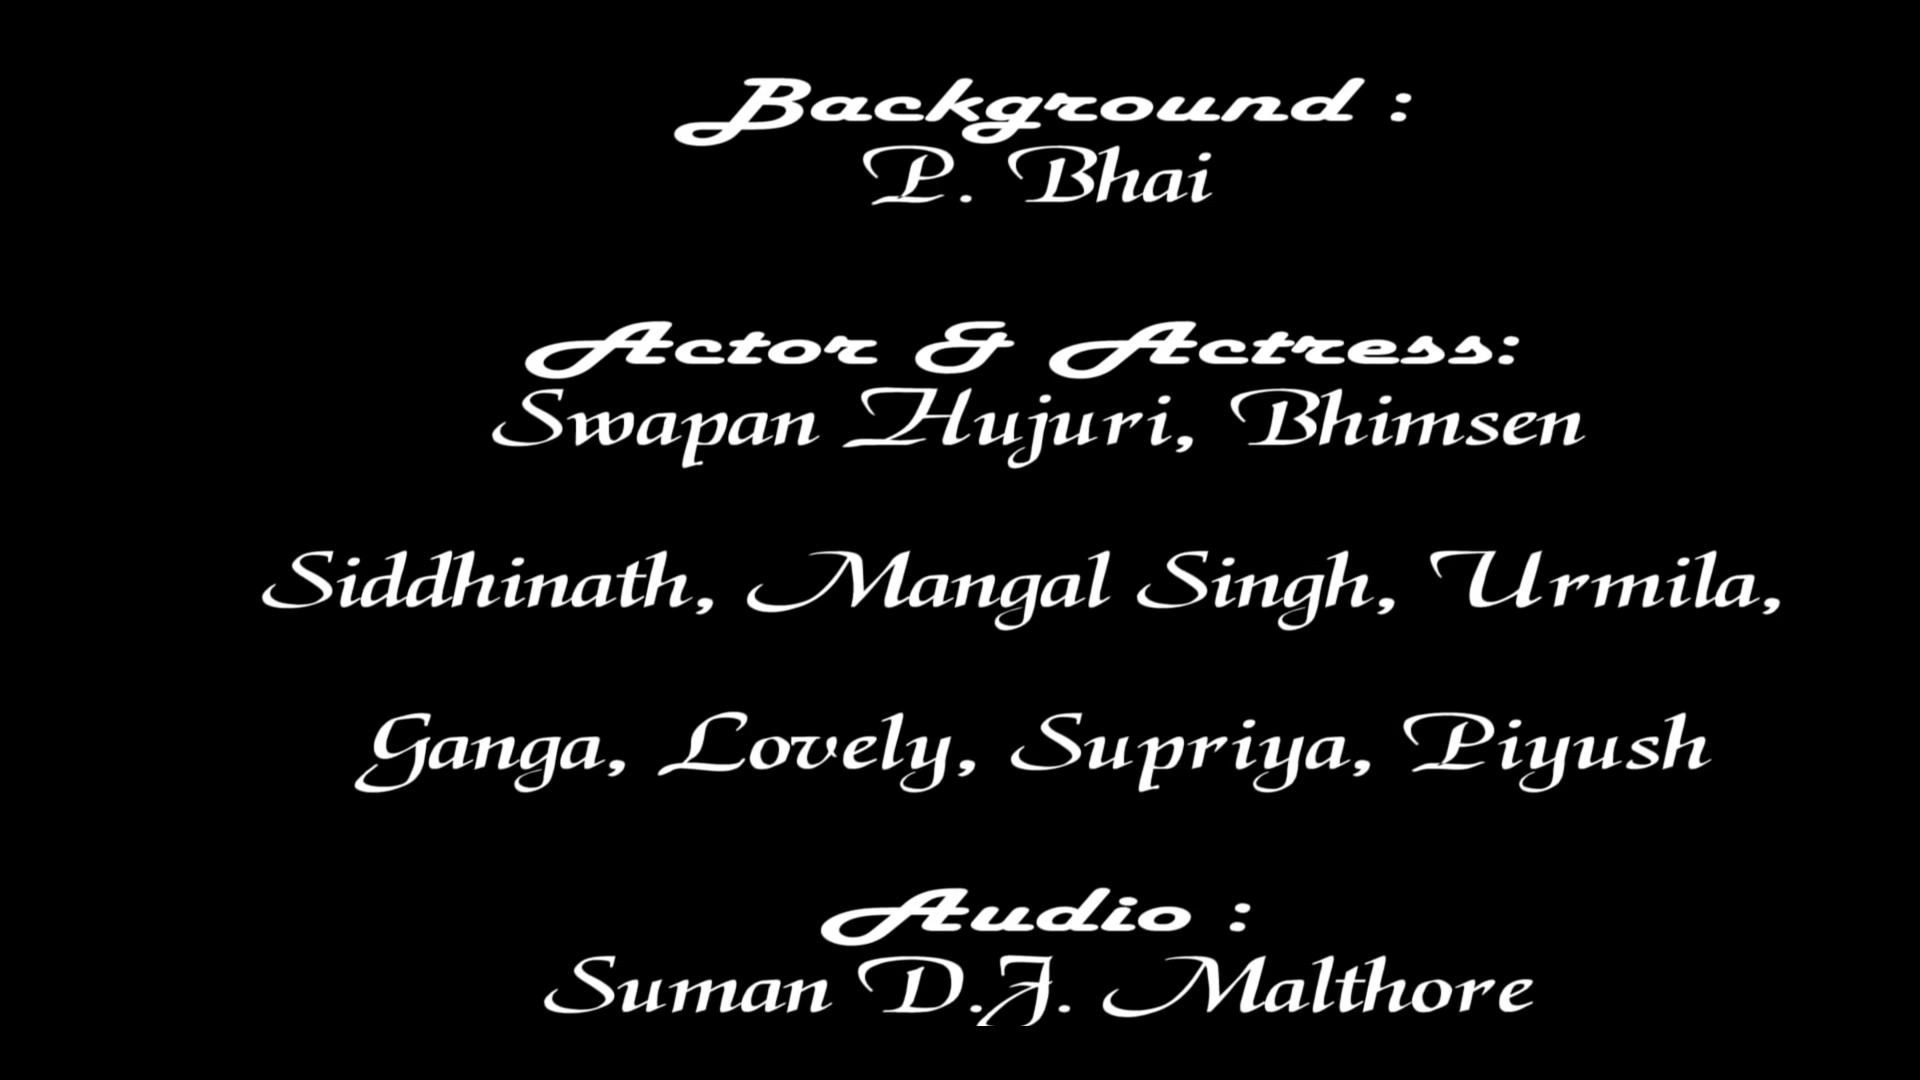 Background :
P. Bhai
Actor & Actress:
Swapan Hujuri, Bhimsen
Siddhinath, Mangal Singh, Urmila,
Ganga, Lovely, Supriya, Piyush
Audio :
Suman D.J. Malthore